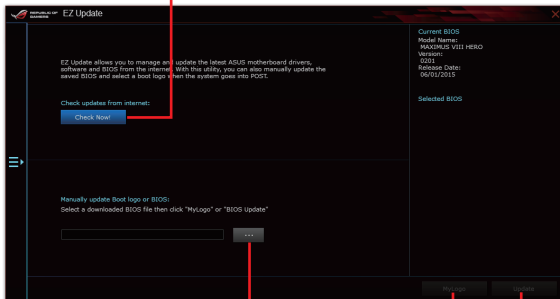 REPUBLIC OF
GAMERS
EZ Update
Current BIOS
Model Name:
MAXIMUS VIII HERO
Version:
0201
Release Date:
06/01/2015
Selected BIOS
EZ Update allows you to manage and update the latest ASUS motherboard drivers,
software and BIOS from the internet. With this utility, you can also manually update the
saved BIOS and select a boot logo when the system goes into POST.
Check updates from internet:
Check Now!
Manually update Boot logo or BIOS:
Select a downloaded BIOS file then click "MyLogo" or "BIOS Update"
...
MyLogo
Update